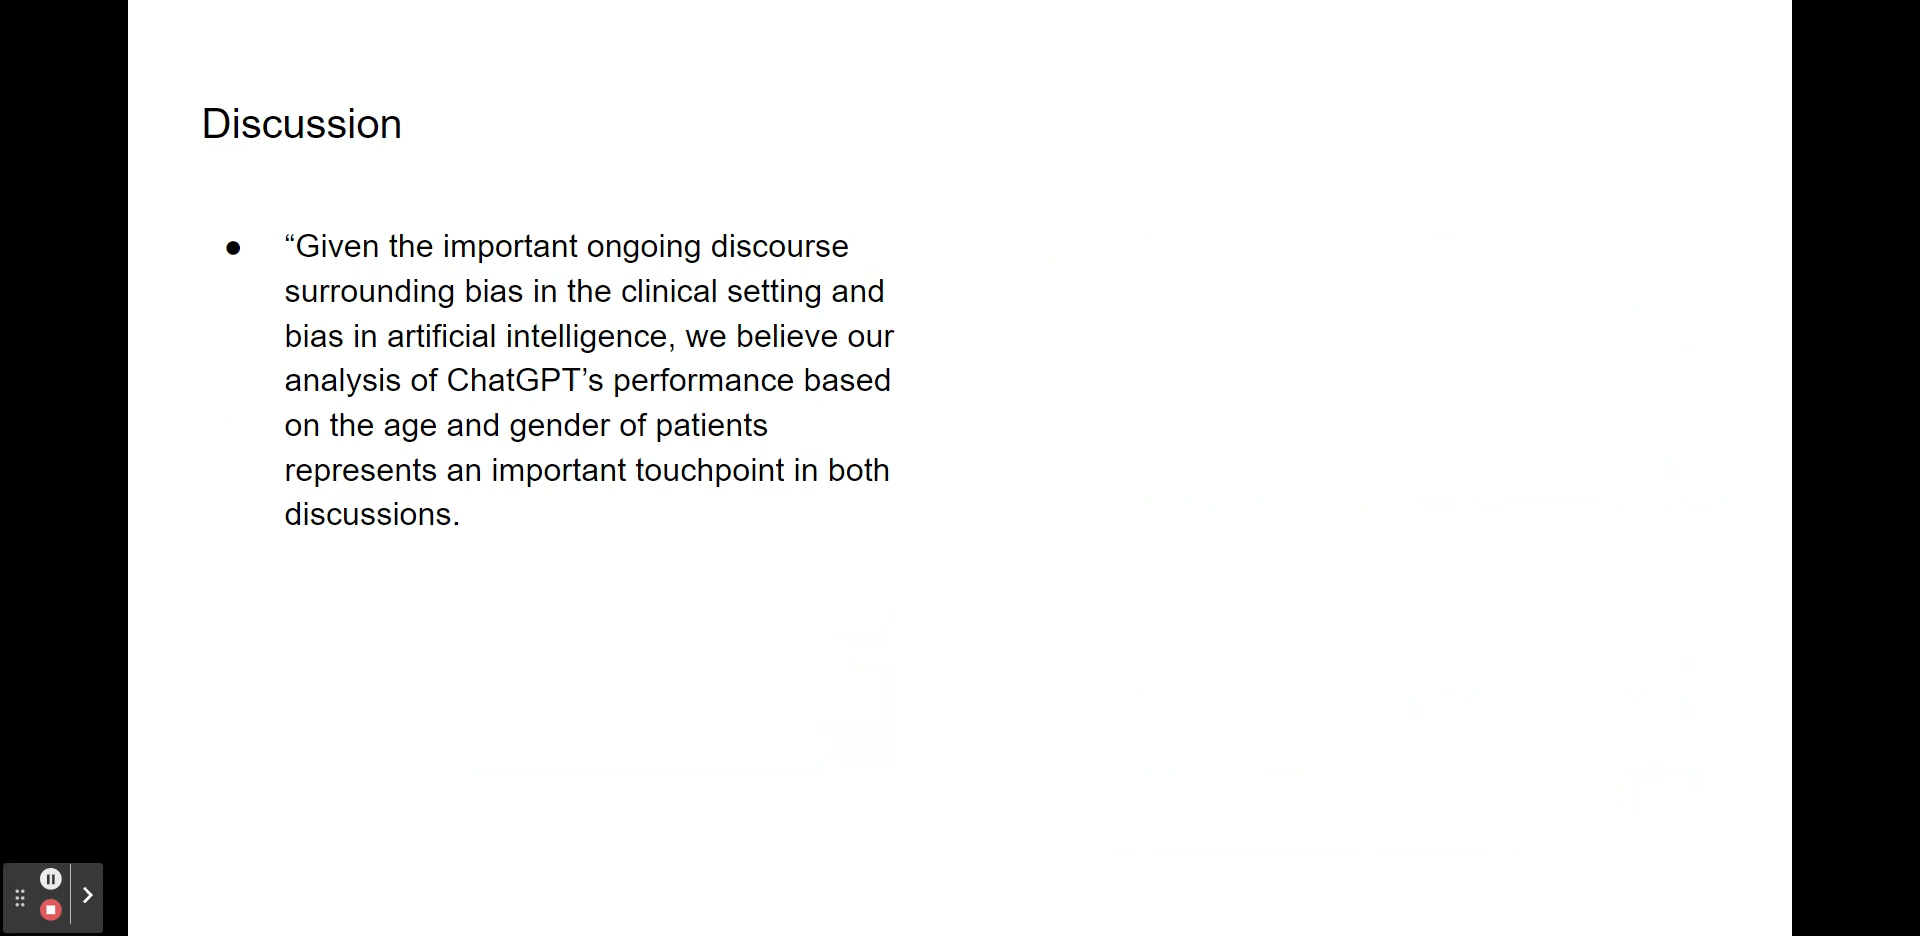 Discussion
● “Given the important ongoing discourse
surrounding bias in the clinical setting and
bias in artificial intelligence, we believe our
analysis of ChatGPT’s performance based
on the age and gender of patients
represents an important touchpoint in both
discussions.